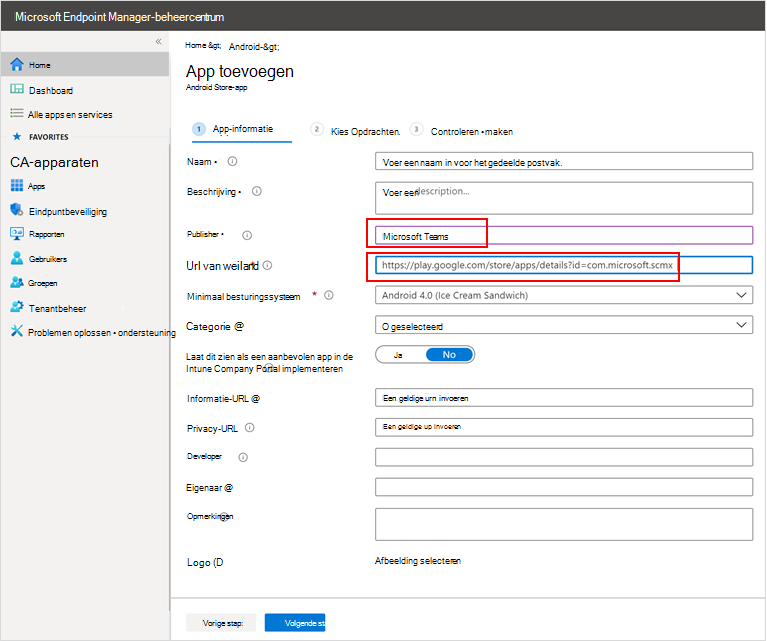 Microsoft Endpoint Manager-beheercentrum
«
Home
Dashboard
Alle apps en services
FAVORITES
CA-apparaten
Apps
Eindpuntbeveiliging
Rapporten
Gebruikers
Groepen
Tenantbeheer
Problemen oplossen • ondersteuning
Home &gt; Android-&gt;
App toevoegen
Android Store-app
1 App-informatie 2 Kies Opdrachten. 3 Controleren •maken
Naam • Voer een naam in voor het gedeelde postvak.
Beschrijving • Voer een description...
Publisher • Microsoft Teams
Url van weiland https://play.google.com/store/apps/details?id=com.microsoft.scmx
Minimaal besturingssysteem * Android 4.0 (Ice Cream Sandwich)
Categorie @ O geselecteerd
Laat dit zien als een aanbevolen app in de Ja No
Intune Company Portal implementeren
Informatie-URL @ Een geldige urn invoeren
Privacy-URL Een geldige up invoeren
Developer
Eigenaar @
Opmerkingen
Logo (D Afbeelding selecteren
Vorige stap: Volgende st